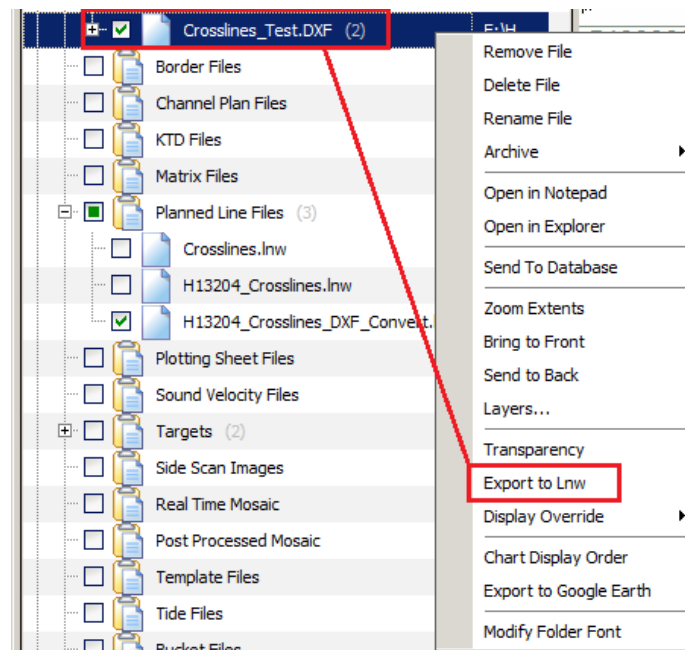 Crosslines_Test.DXF (2)
Border Files
Channel Plan Files
KTD Files
Matrix Files
Planned Line Files (3)
Crosslines.lnw
H13204_Crosslines.lnw
H13204_Crosslines_DXF_Convert.
Plotting Sheet Files
Sound Velocity Files
Targets (2)
Side Scan Images
Real Time Mosaic
Post Processed Mosaic
Template Files
Tide Files
Remove File
Delete File
Rename File
Archive
Open in Notepad
Open in Explorer
Send To Database
Zoom Extents
Bring to Front
Send to Back
Layers...
Transparency
Export to Lnw
Display Override
Chart Display Order
Export to Google Earth
Modify Folder Font